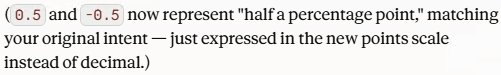 (0.5 and -0.5 now represent "half a percentage point," matching
your original intent — just expressed in the new points scale
instead of decimal.)